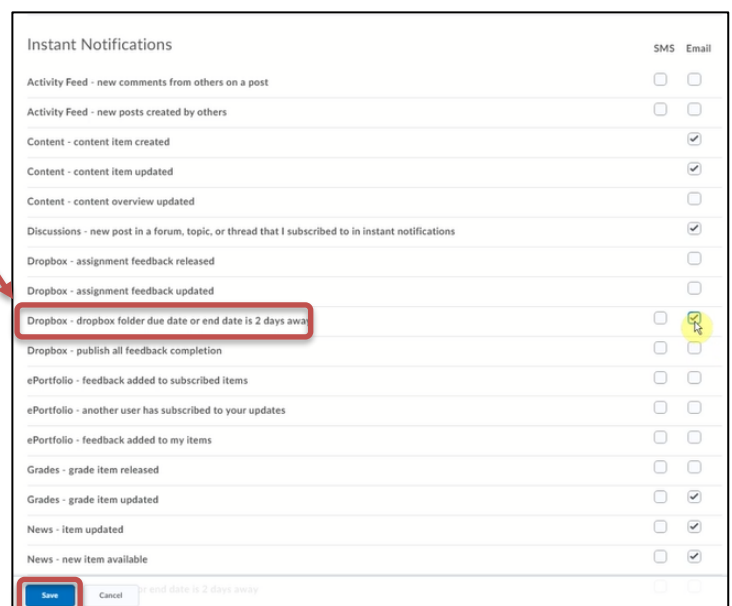 Instant Notifications
SMS Email
Activity Feed - new comments from others on a post
Activity Feed - new posts created by others
Content - content item created
Content - content item updated
Content - content overview updated
Discussions - new post in a forum, topic, or thread that I subscribed to in instant notifications
Dropbox - assignment feedback released
Dropbox - assignment feedback updated
Dropbox - dropbox folder due date or end date is 2 days away
Dropbox - publish all feedback completion
ePortfolio - feedback added to subscribed items
ePortfolio - another user has subscribed to your updates
ePortfolio - feedback added to my items
Grades - grade item released
Grades - grade item updated
News - item updated
News - new item available
or end date is 2 days away
Save Cancel